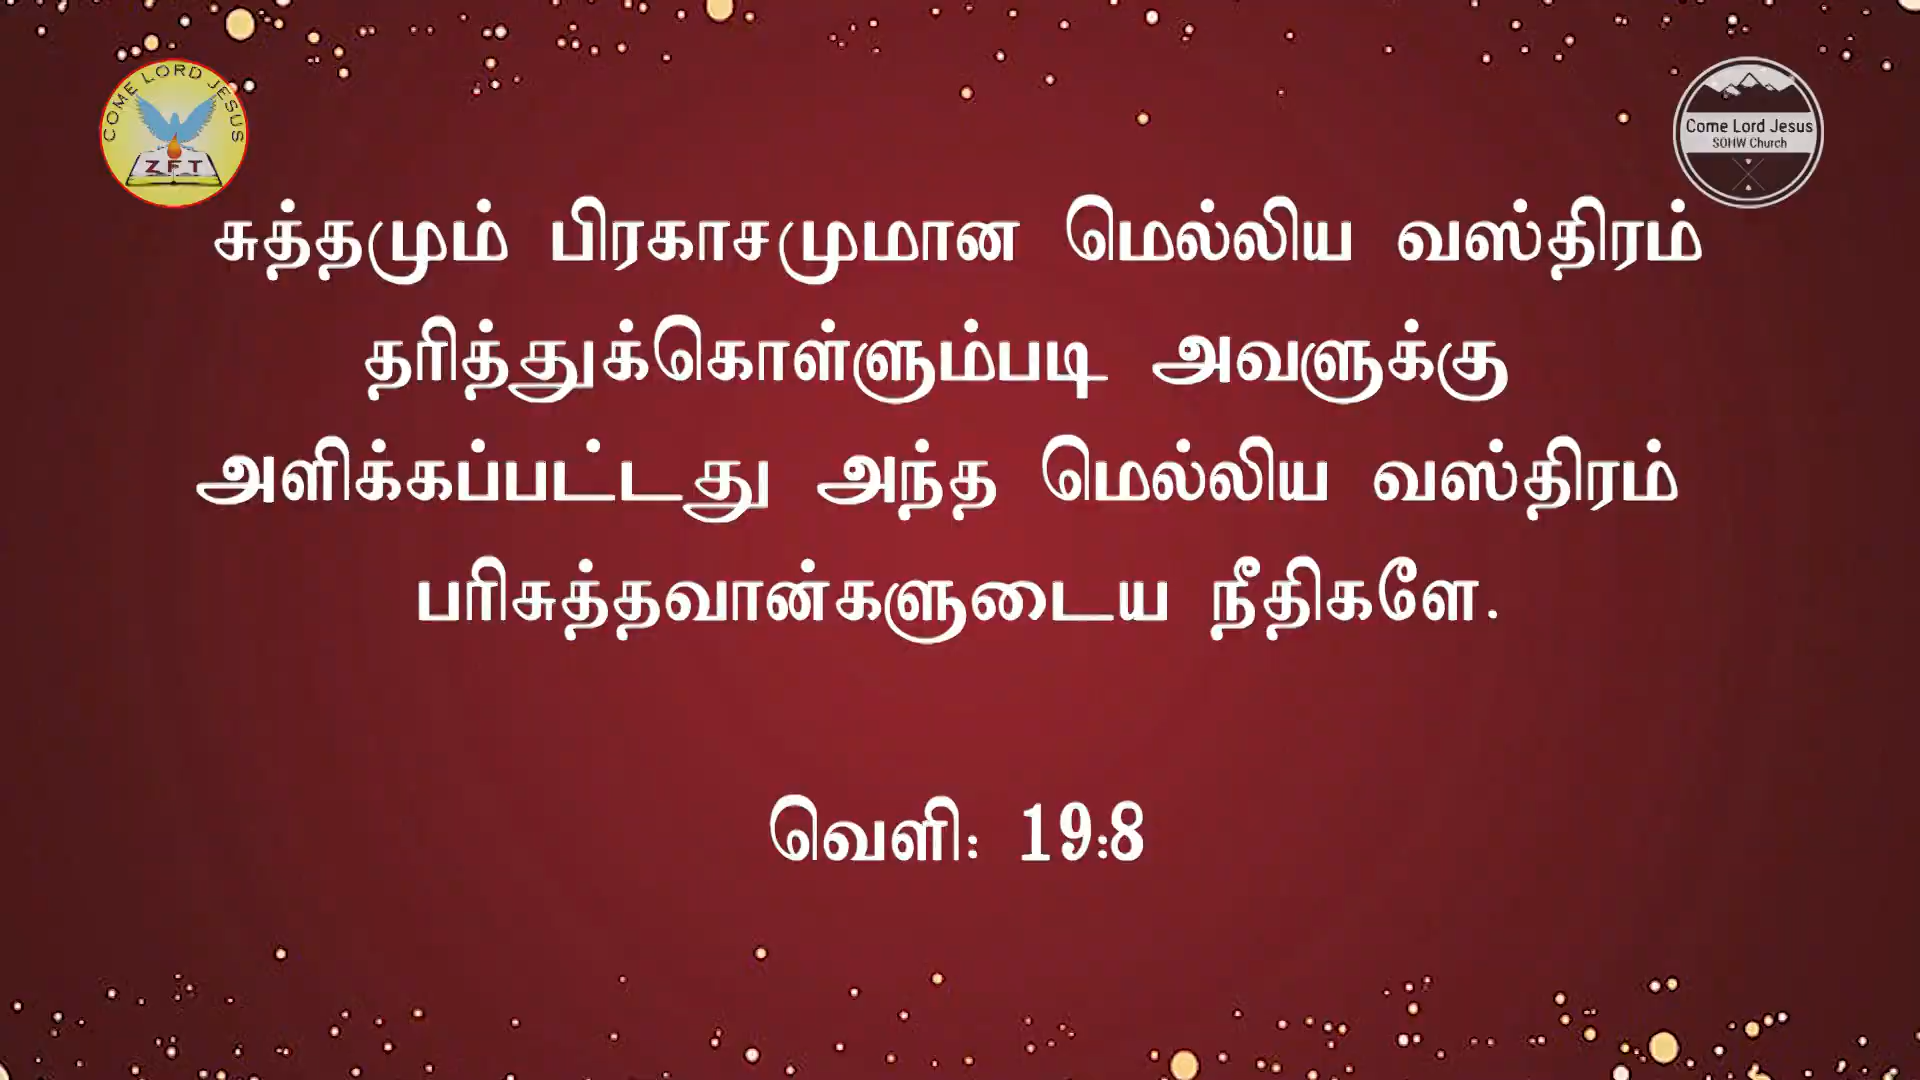 COME LORD JESUS
ZFT
Come Lord Jesus
SOHW Church
சுத்தமும் பிரகாசமுமான மெல்லிய வஸ்திரம்
தரித்துக்கொள்ளும்படி அவளுக்கு
அளிக்கப்பட்டது அந்த மெல்லிய வஸ்திரம்
பரிசுத்தவான்களுடைய நீதிகளே.
வெளி: 19:8